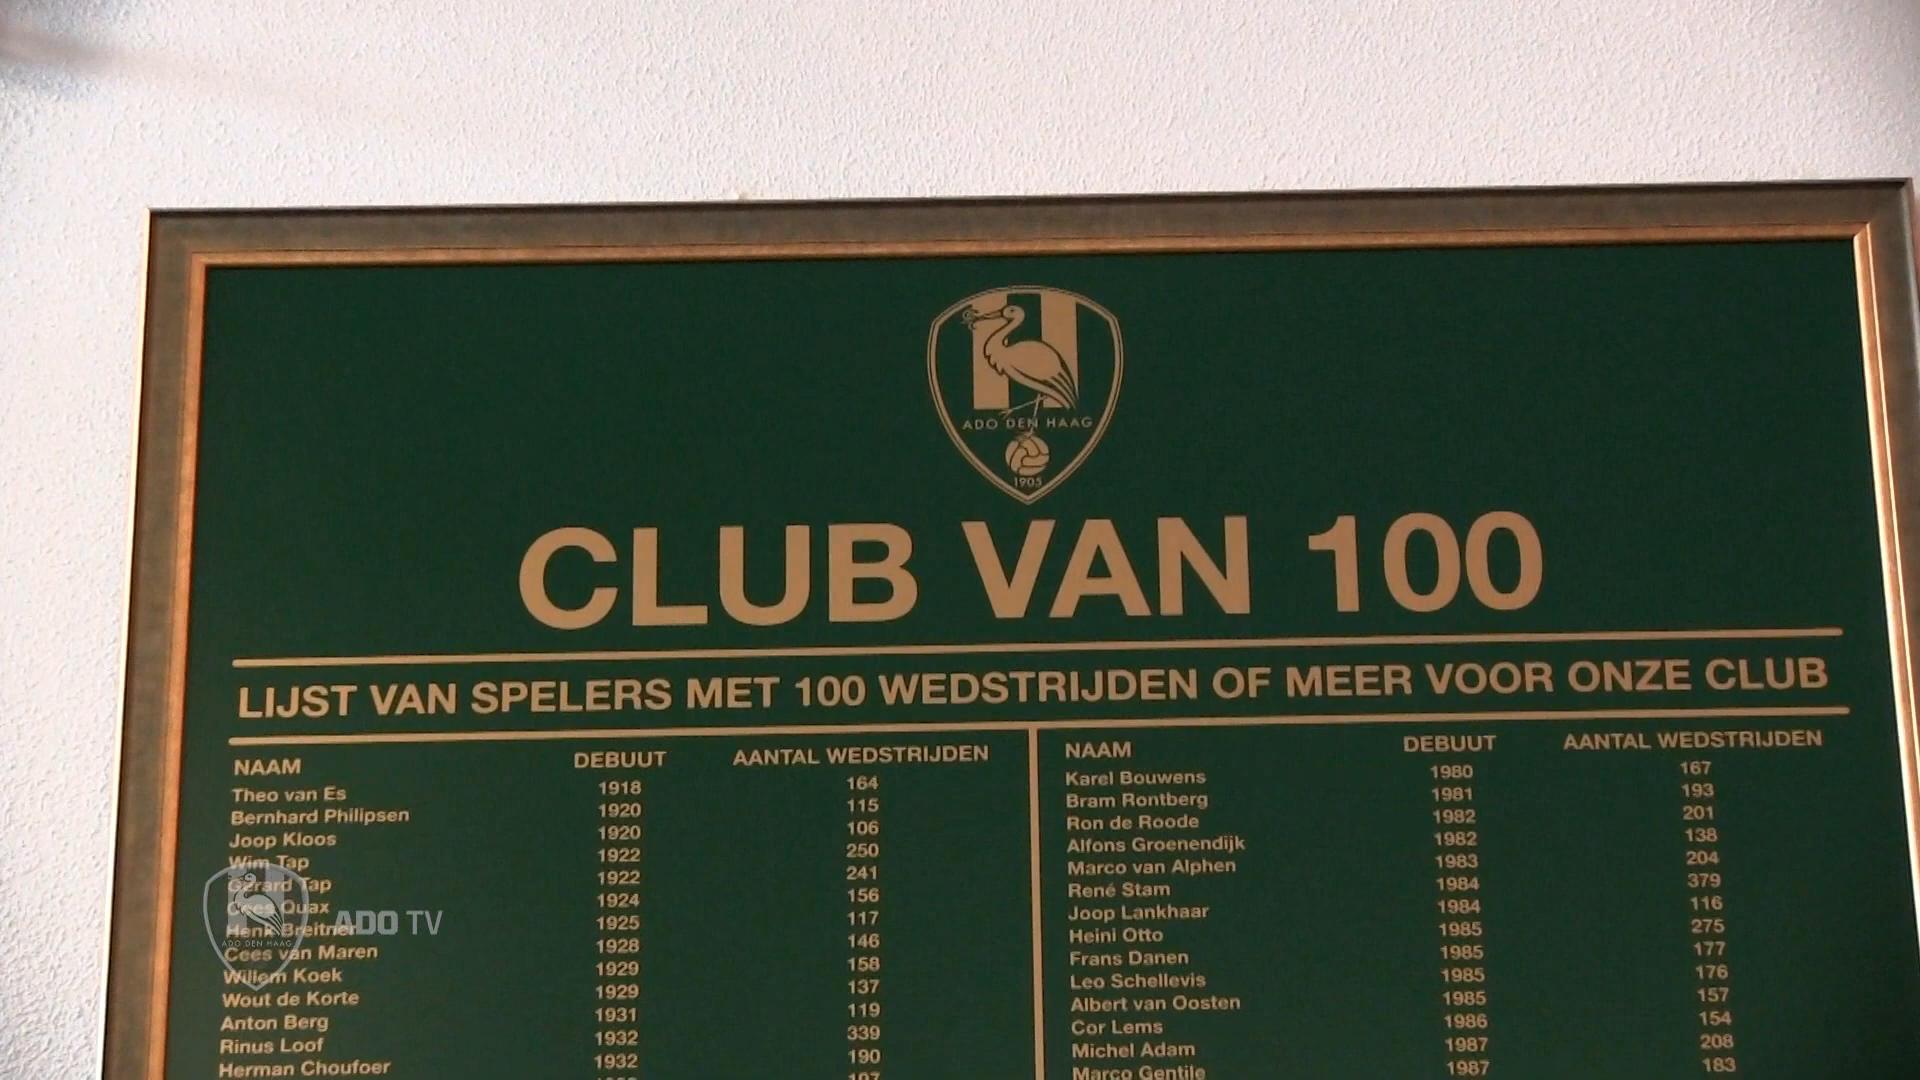 ADO DEN HAAG
1905
CLUB VAN 100
LIJST VAN SPELERS MET 100 WEDSTRIJDEN OF MEER VOOR ONZE CLUB
NAAM DEBUUT AANTAL WEDSTRIJDEN
Theo van Es 1918 164
Bernhard Philipsen 1920 115
Joop Kloos 1920 106
Wim Tap 1922 250
Gerard Tap 1922 241
Cees Quax 1924 156
Henk Breitner 1925 117
Cees van Maren 1928 146
Willem Koek 1929 158
Wout de Korte 1929 137
Anton Berg 1931 119
Rinus Loof 1932 339
Herman Choufoer 1932 190
NAAM DEBUUT AANTAL WEDSTRIJDEN
Karel Bouwens 1980 167
Bram Rontberg 1981 193
Ron de Roode 1982 201
Alfons Groenendijk 1982 138
Marco van Alphen 1983 204
René Stam 1984 379
Joop Lankhaar 1984 116
Heini Otto 1985 275
Frans Danen 1985 177
Leo Schellevis 1985 176
Albert van Oosten 1985 157
Cor Lems 1986 154
Michel Adam 1987 208
Marco Gentile 1987 183
ADO DEN HAAG
ADO TV